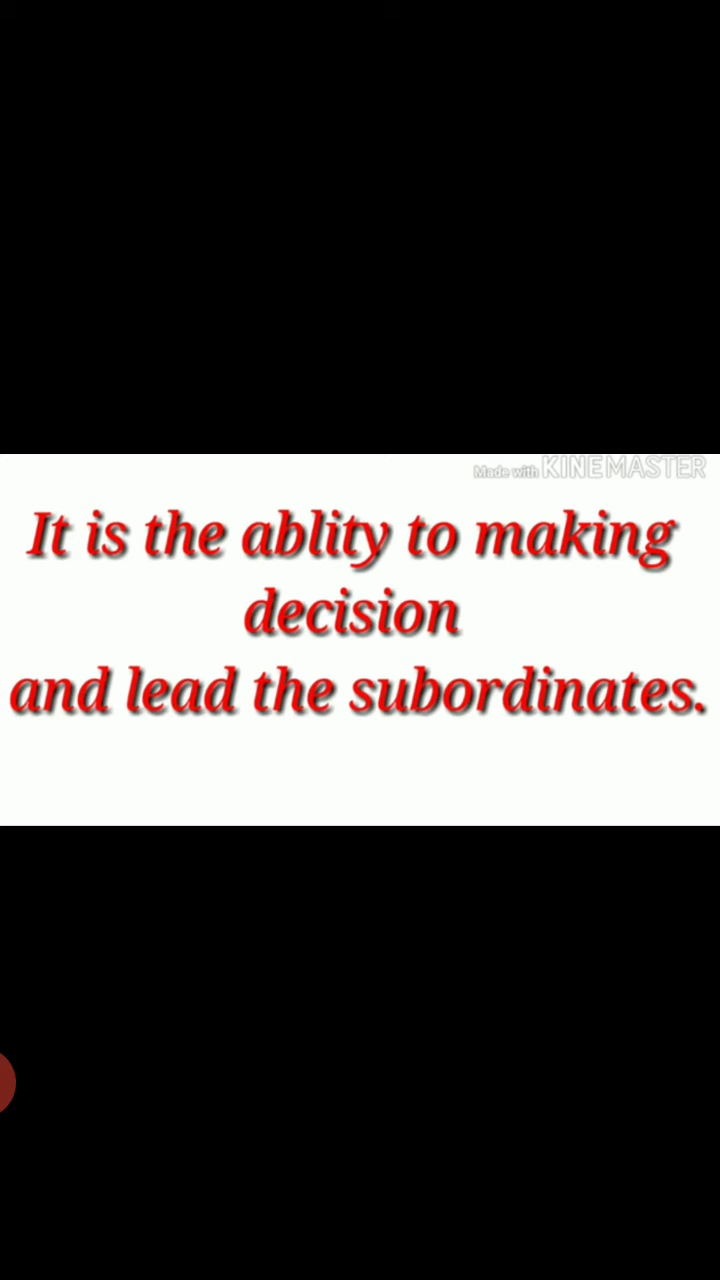 Made with KINEMASTER
It is the ablity to making
decision
and lead the subordinates.